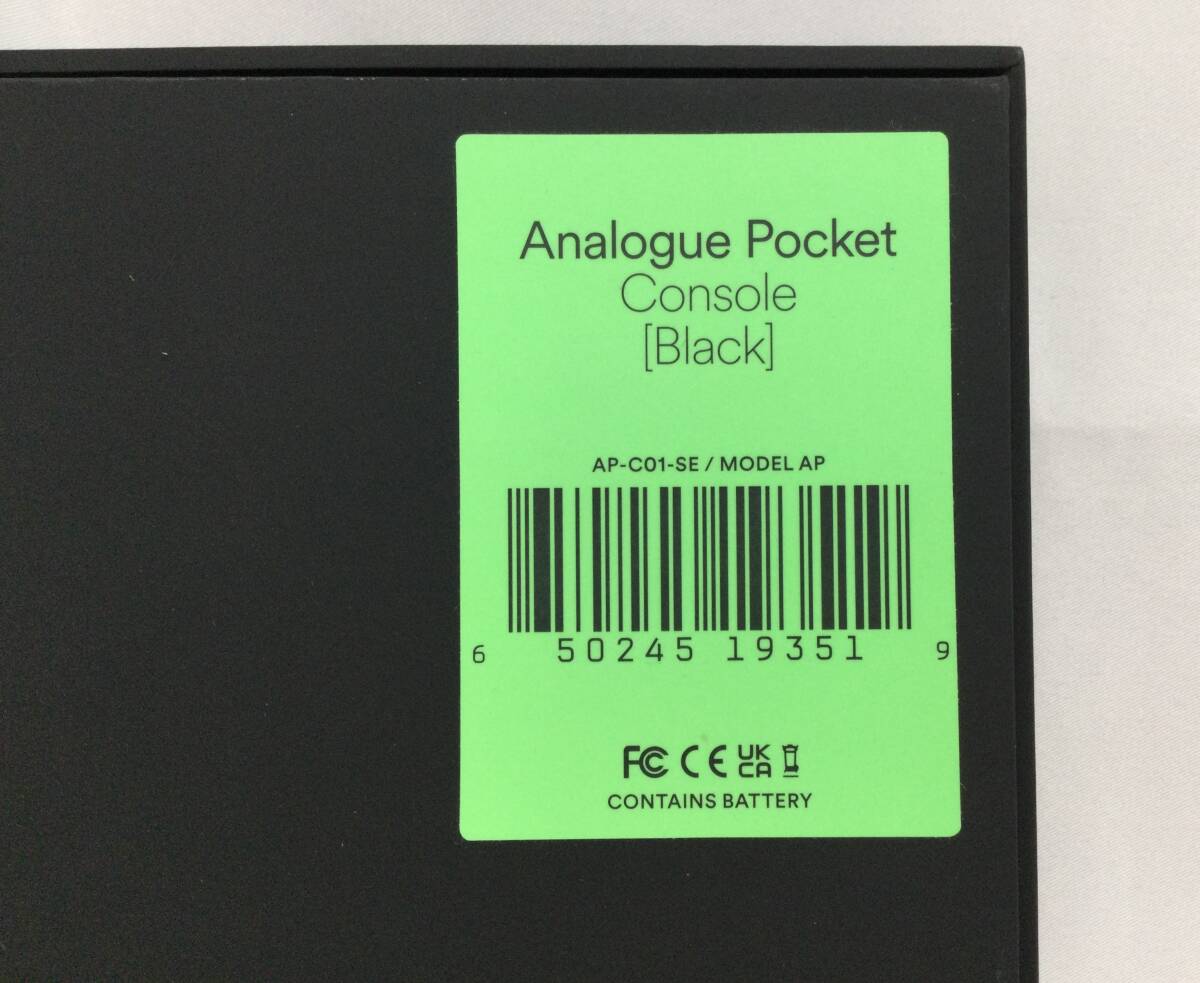 Analogue Pocket
Console
[Black]
AP-C01-SE / MODEL AP
6 50245 19351 9
FC CE UK
CA
CONTAINS BATTERY